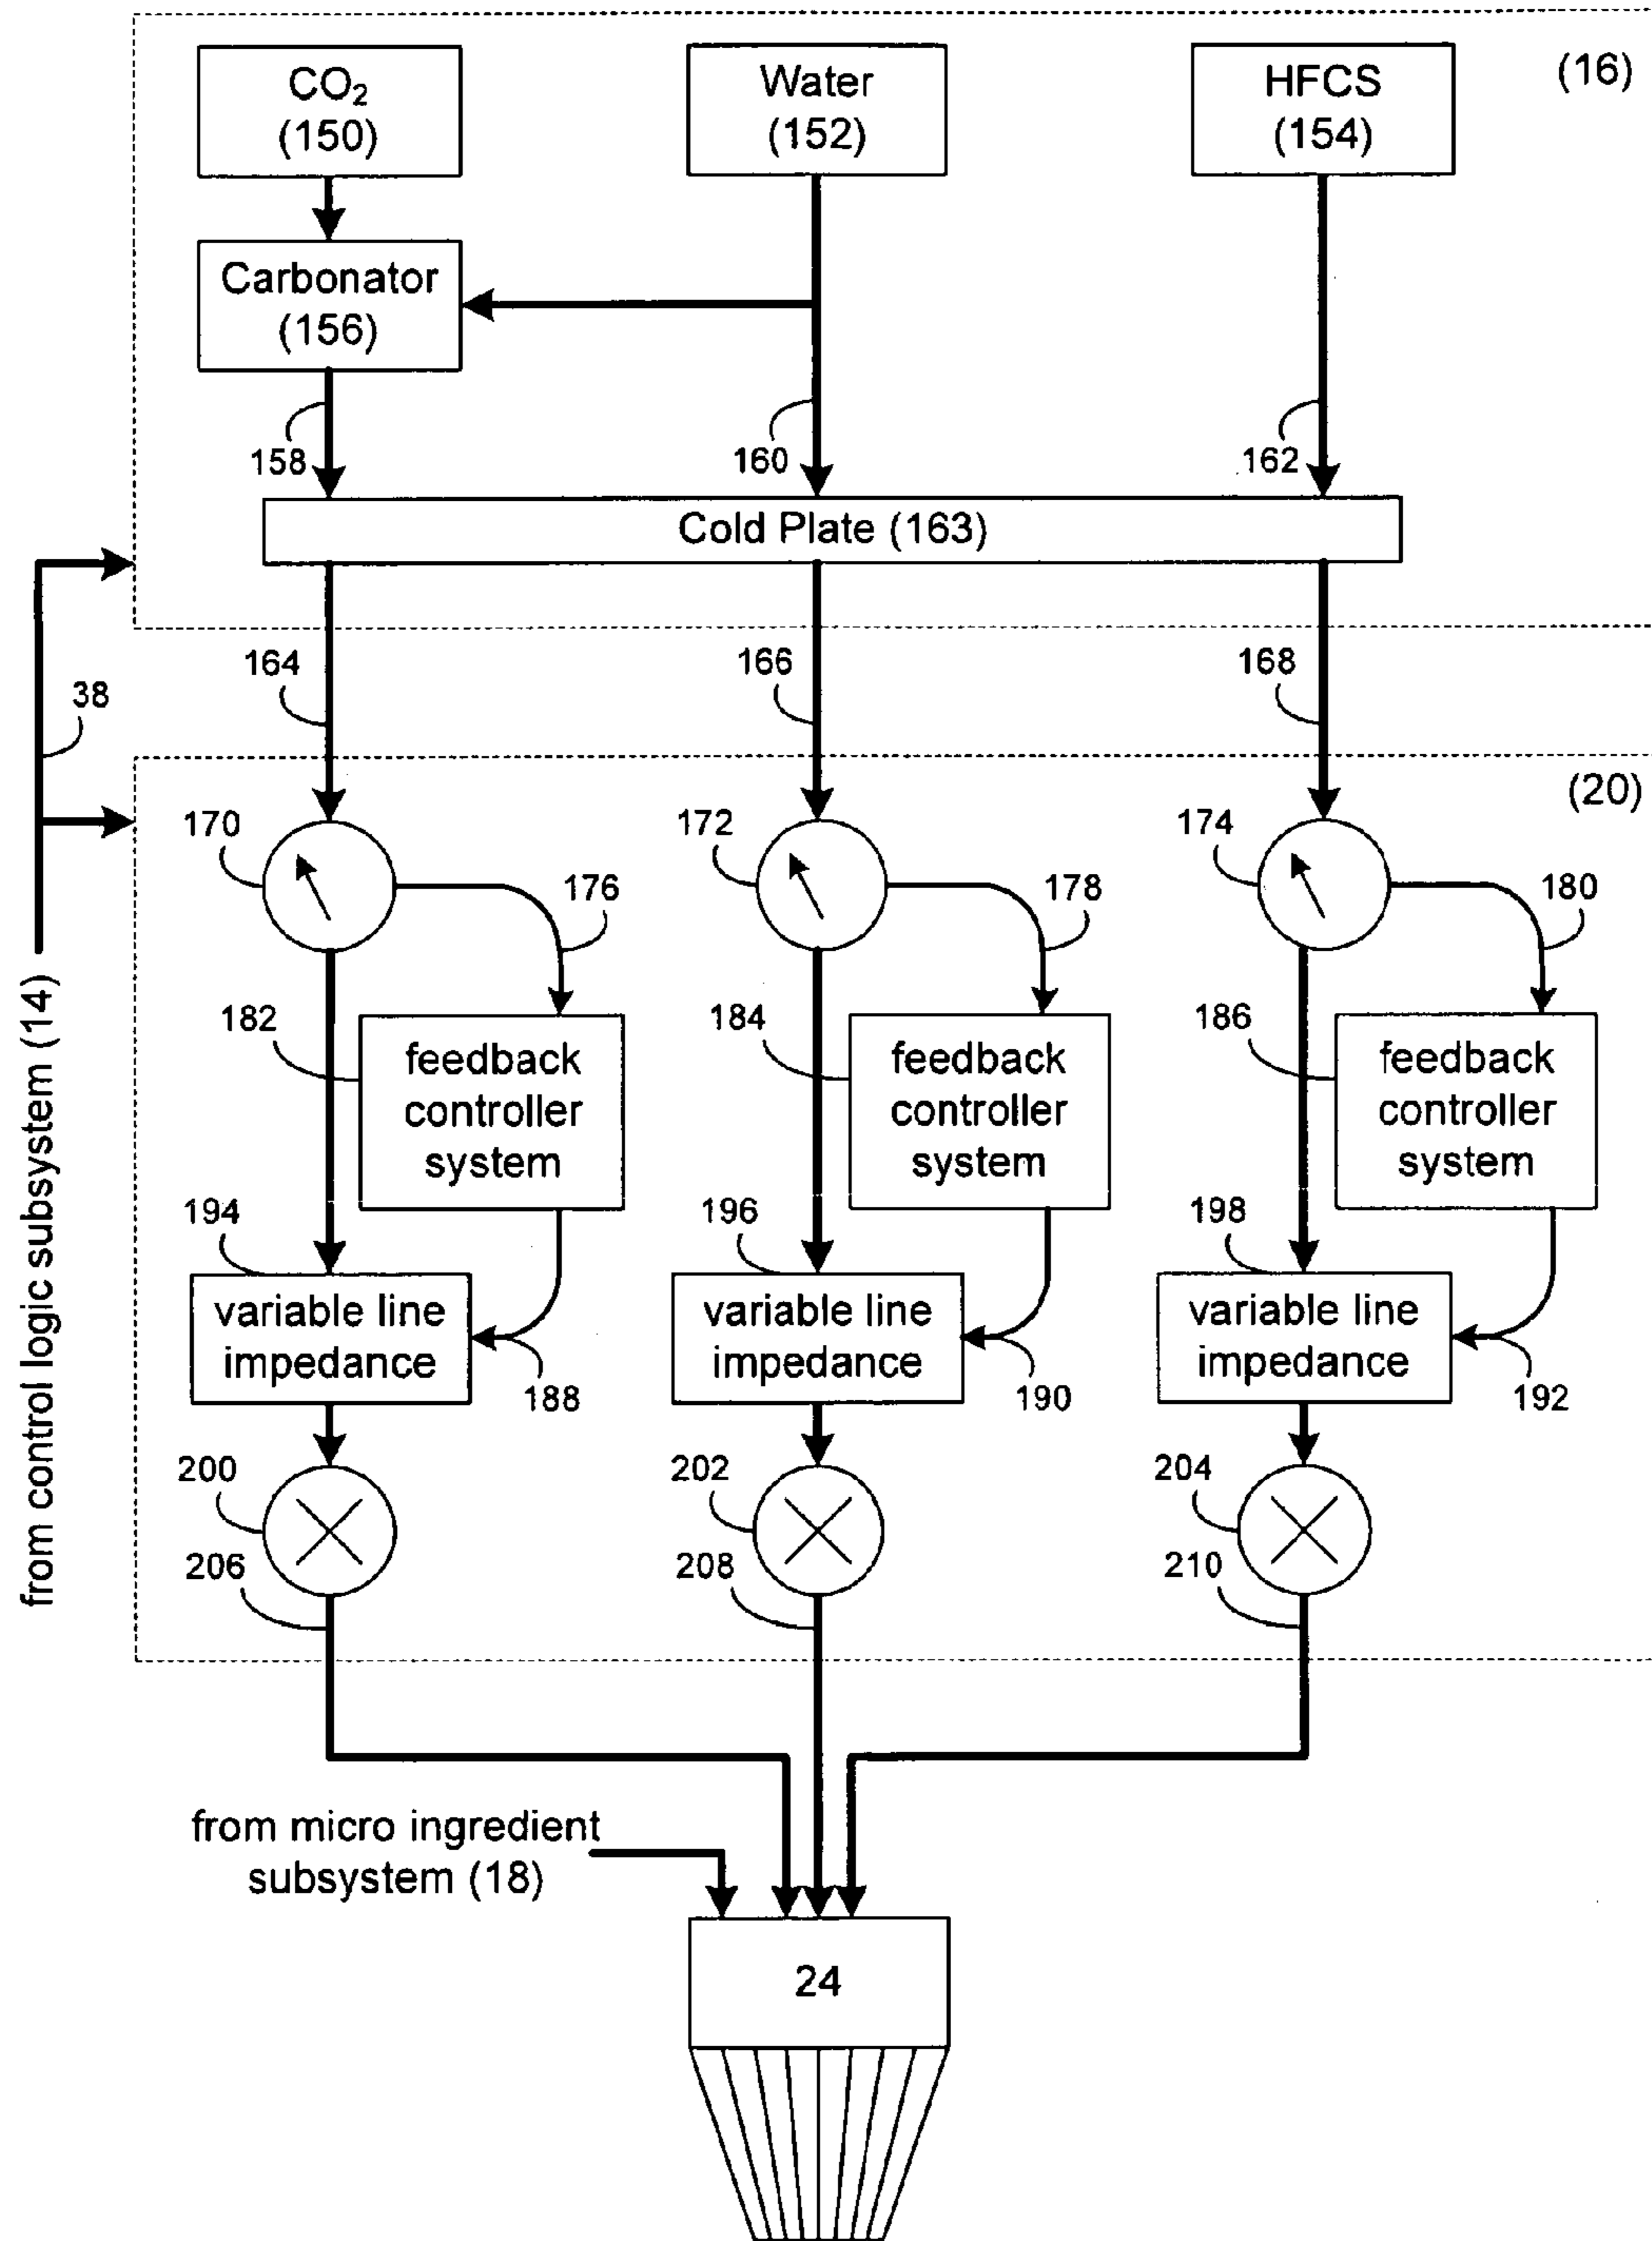 CO₂
(150)
Water
(152)
HFCS
(154)
(16)
Carbonator
(156)
158
160
162
Cold Plate (163)
164
166
168
38
(20)
170
172
174
176
178
180
from control logic subsystem (14)
182
184
186
feedback
controller
system
feedback
controller
system
feedback
controller
system
194
196
198
variable line
impedance
variable line
impedance
variable line
impedance
188
190
192
200
202
204
206
208
210
from micro ingredient
subsystem (18)
24